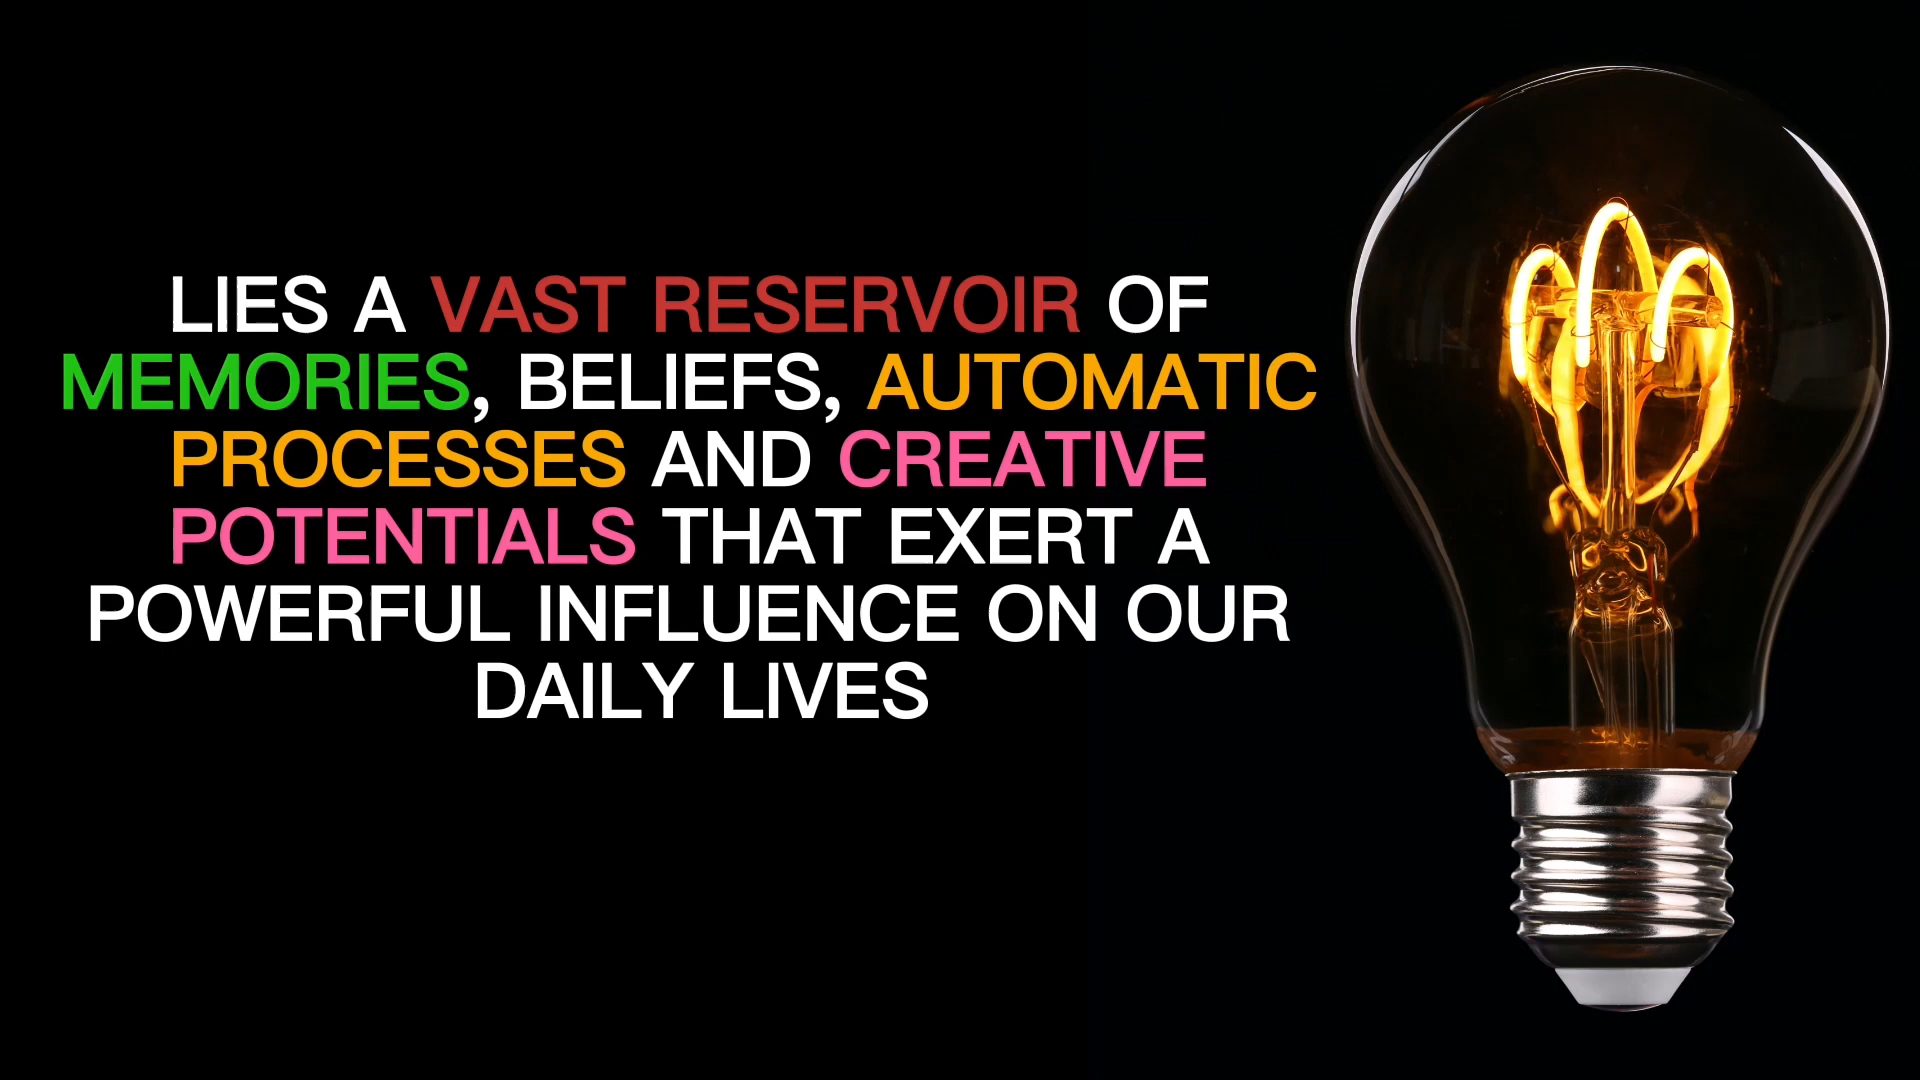 LIES A VAST RESERVOIR OF
MEMORIES, BELIEFS, AUTOMATIC
PROCESSES AND CREATIVE
POTENTIALS THAT EXERT A
POWERFUL INFLUENCE ON OUR
DAILY LIVES